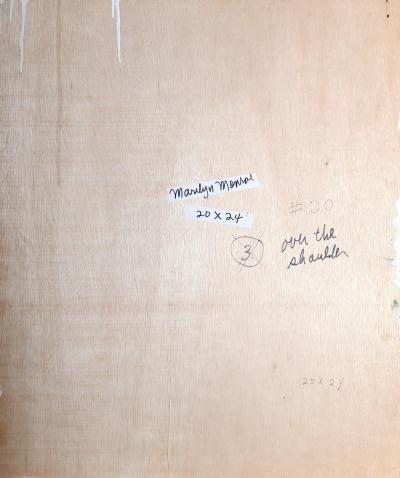 Marilyn Monroe
20 X 24
# 20
3
over the
shoulder
20 X 24